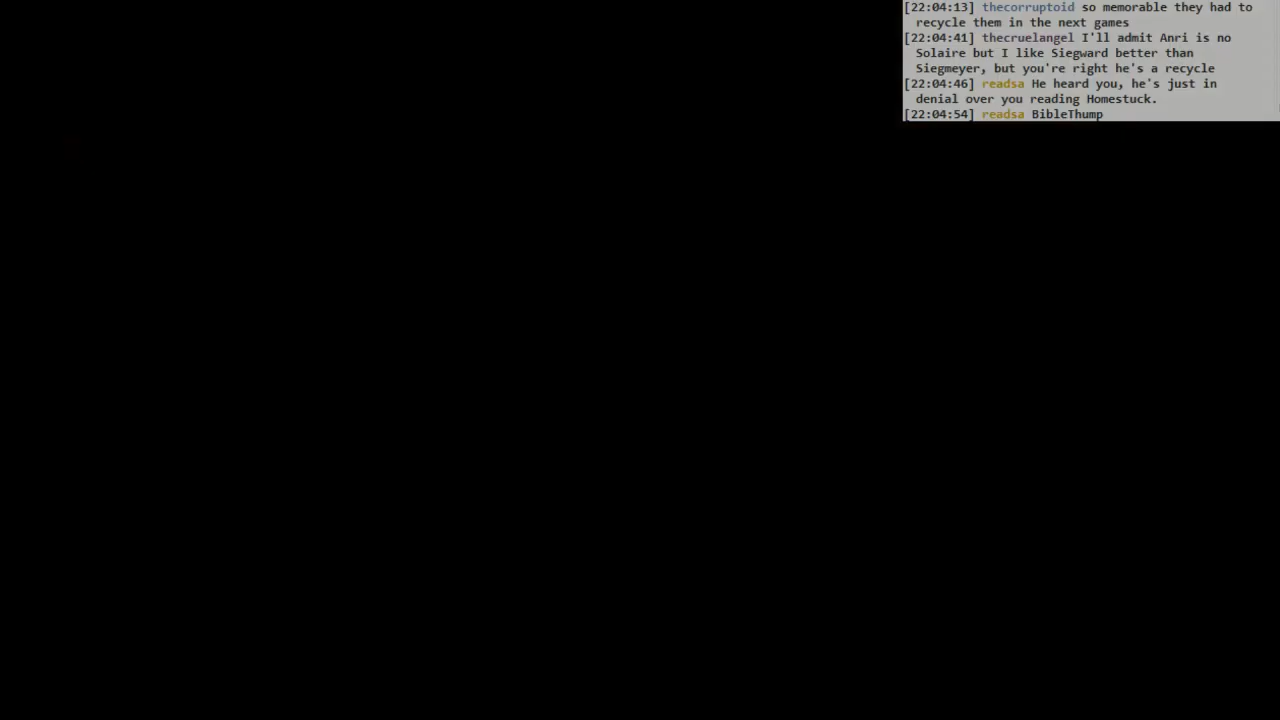 [22:04:13] thecorruptoid so memorable they had to
recycle them in the next games
[22:04:41] thecruelangel I'll admit Anri is no
Solaire but I like Siegward better than
Siegmeyer, but you're right he's a recycle
[22:04:46] readsa He heard you, he's just in
denial over you reading Homestuck.
[22:04:54] readsa BibleThump